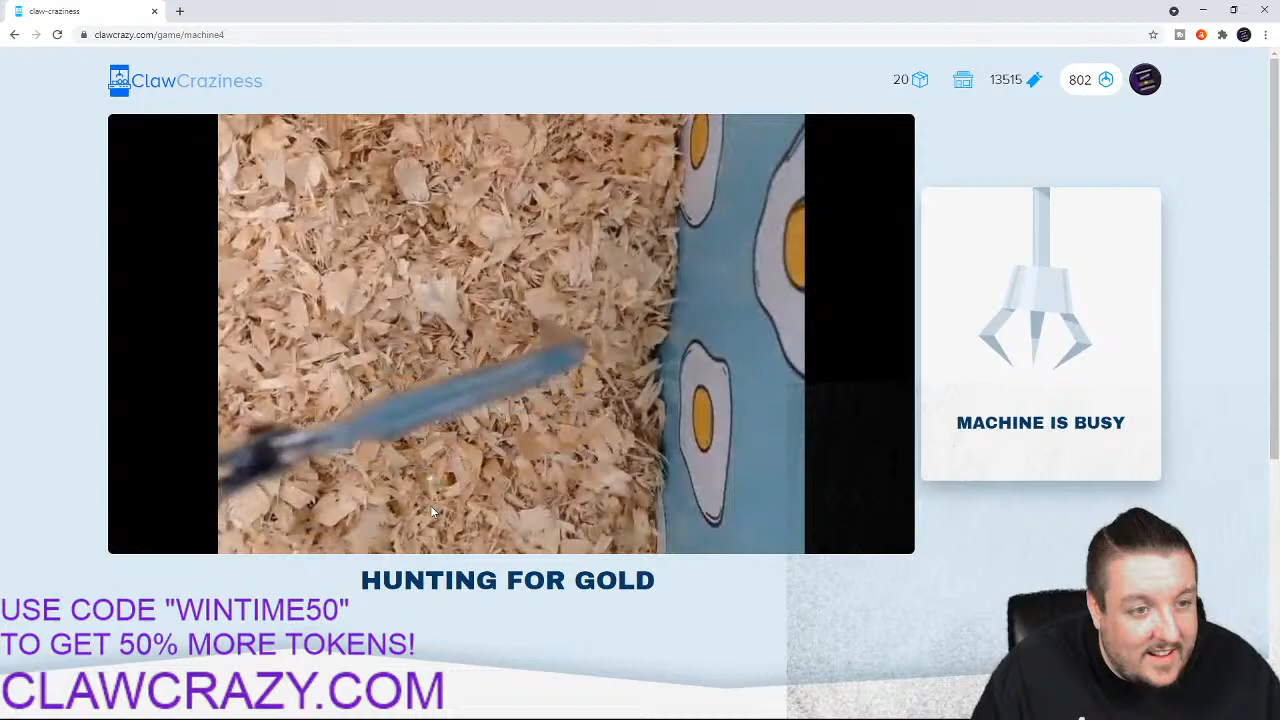 claw-craziness
clawcrazy.com/game/machine4
ClawCraziness
20
13515
802
MACHINE IS BUSY
HUNTING FOR GOLD
USE CODE "WINTIME50"
TO GET 50% MORE TOKENS!
CLAWCRAZY.COM